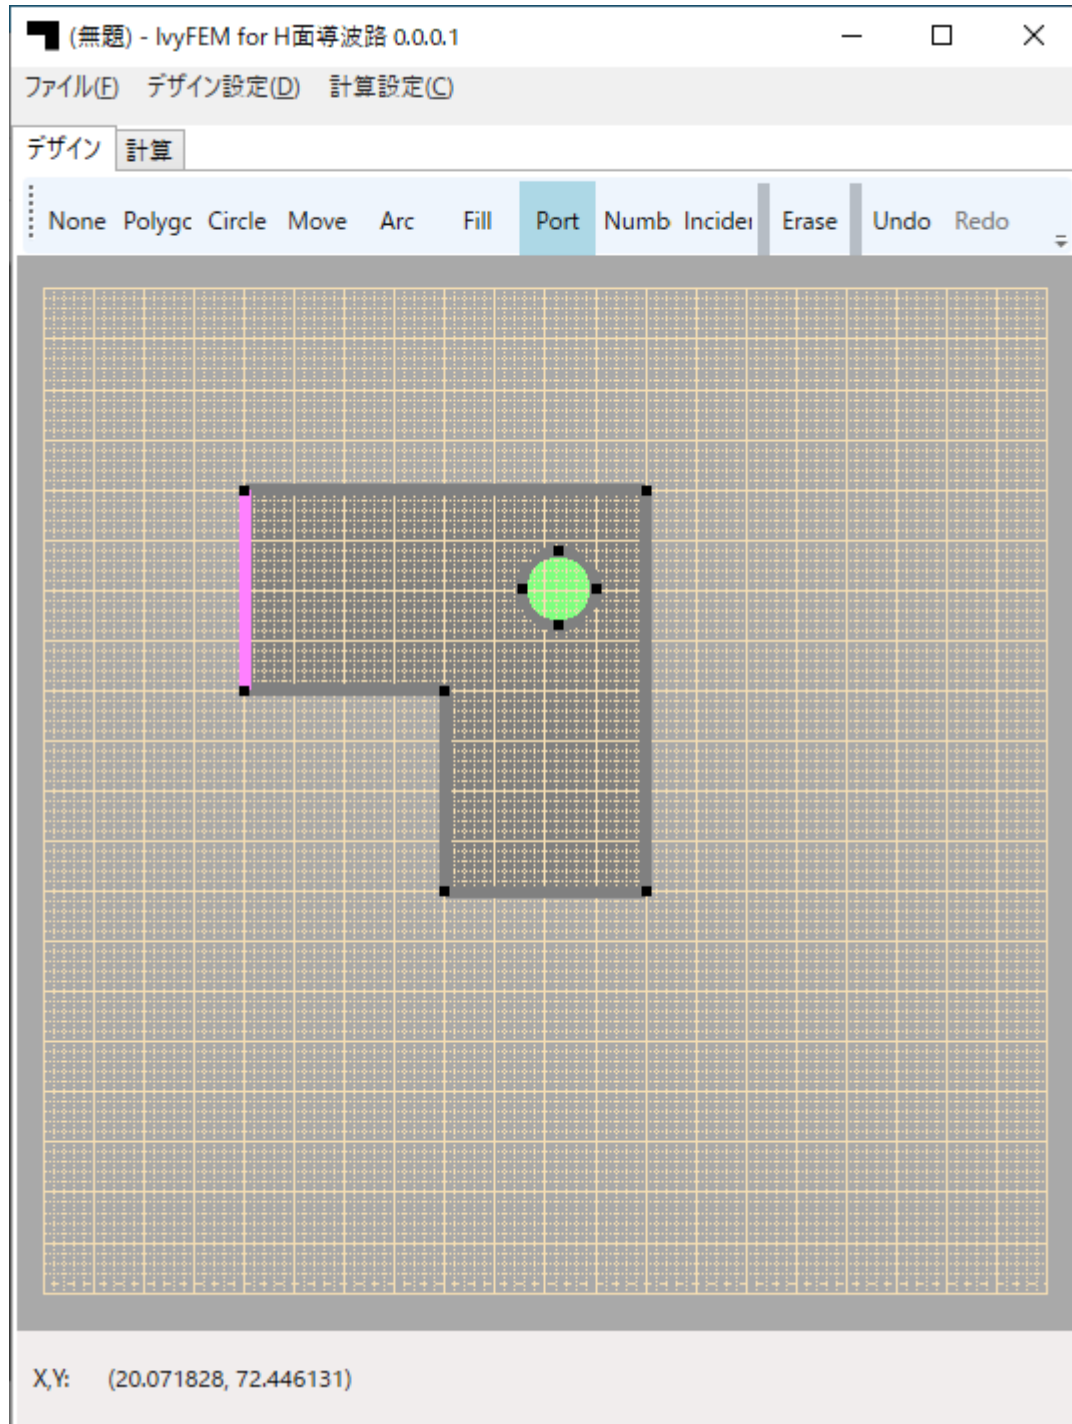 (無題) - IvyFEM for H面導波路 0.0.0.1
ファイル(F) デザイン設定(D) 計算設定(C)
デザイン 計算
None Polygc Circle Move Arc Fill Port Numb Incider Erase Undo Redo
X,Y: (20.071828, 72.446131)